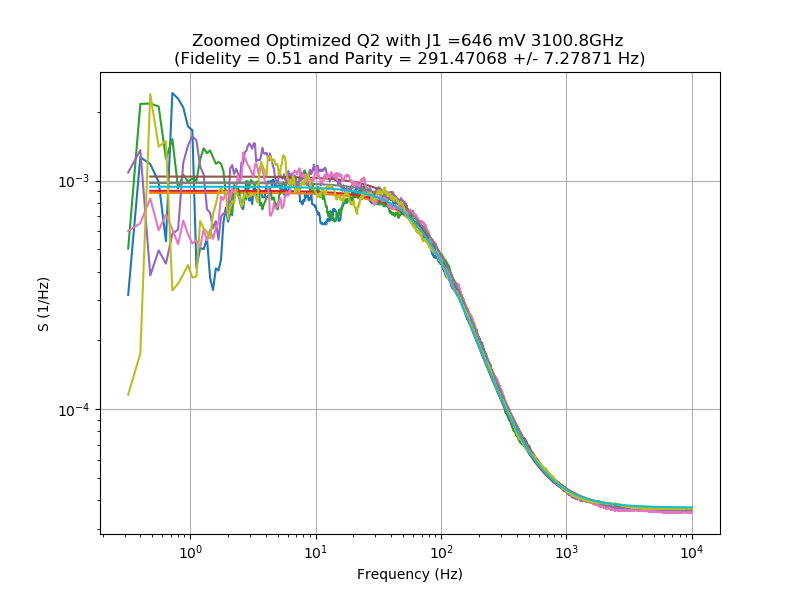 Zoomed Optimized Q2 with J1 =646 mV 3100.8GHz
(Fidelity = 0.51 and Parity = 291.47068 +/- 7.27871 Hz)
S (1/Hz)
10⁻³
10⁻⁴
10⁰ 10¹ 10² 10³ 10⁴
Frequency (Hz)